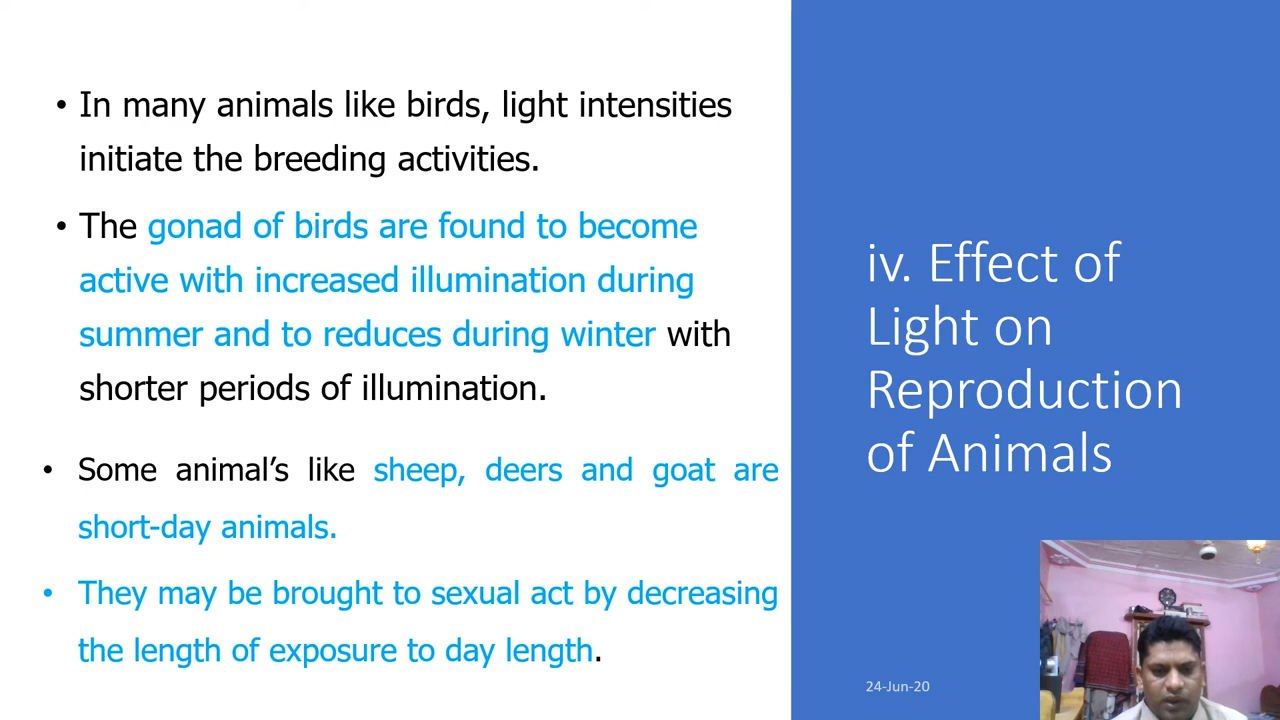 • In many animals like birds, light intensities
initiate the breeding activities.
• The gonad of birds are found to become
active with increased illumination during
summer and to reduces during winter with
shorter periods of illumination.
• Some animal’s like sheep, deers and goat are
short-day animals.
• They may be brought to sexual act by decreasing
the length of exposure to day length.
iv. Effect of
Light on
Reproduction
of Animals
24-Jun-20